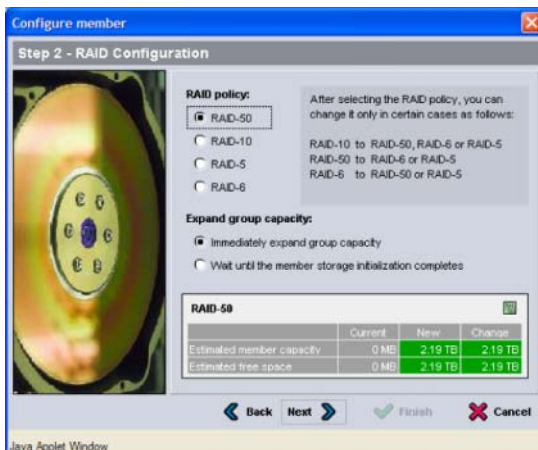 Configure member
Step 2 - RAID Configuration
RAID policy:
RAID-50
RAID-10
RAID-5
RAID-6
After selecting the RAID policy, you can
change it only in certain cases as follows:
RAID-10 to RAID-50, RAID-6 or RAID-5
RAID-50 to RAID-6 or RAID-5
RAID-6 to RAID-50 or RAID-5
Expand group capacity:
Immediately expand group capacity
Wait until the member storage initialization completes
RAID-50
Current New Change
Estimated member capacity 0 MB 2.19 TB 2.19 TB
Estimated free space 0 MB 2.19 TB 2.19 TB
Back Next Finish Cancel
Java Applet Window